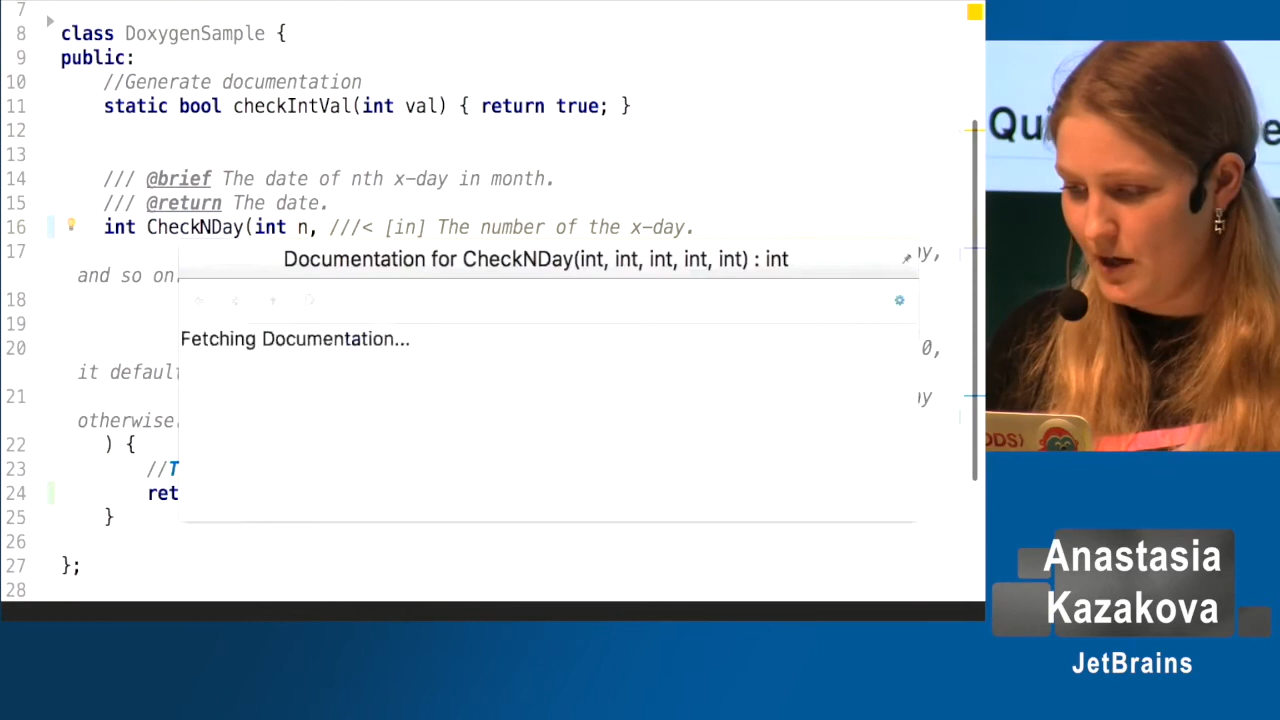 7
8 class DoxygenSample {
9 public:
10 //Generate documentation
11 static bool checkIntVal(int val) { return true; }
12
13
14 /// @brief The date of nth x-day in month.
15 /// @return The date.
16 int CheckNDay(int n, ///< [in] The number of the x-day.
17
and so on.
Documentation for CheckNDay(int, int, int, int, int) : int
Fetching Documentation...
18
19
20 0,
it default
21
otherwise.
22 ) {
23 //T
24 ret
25 }
26
27 };
28
Qui
DDS)
Anastasia
Kazakova
JetBrains